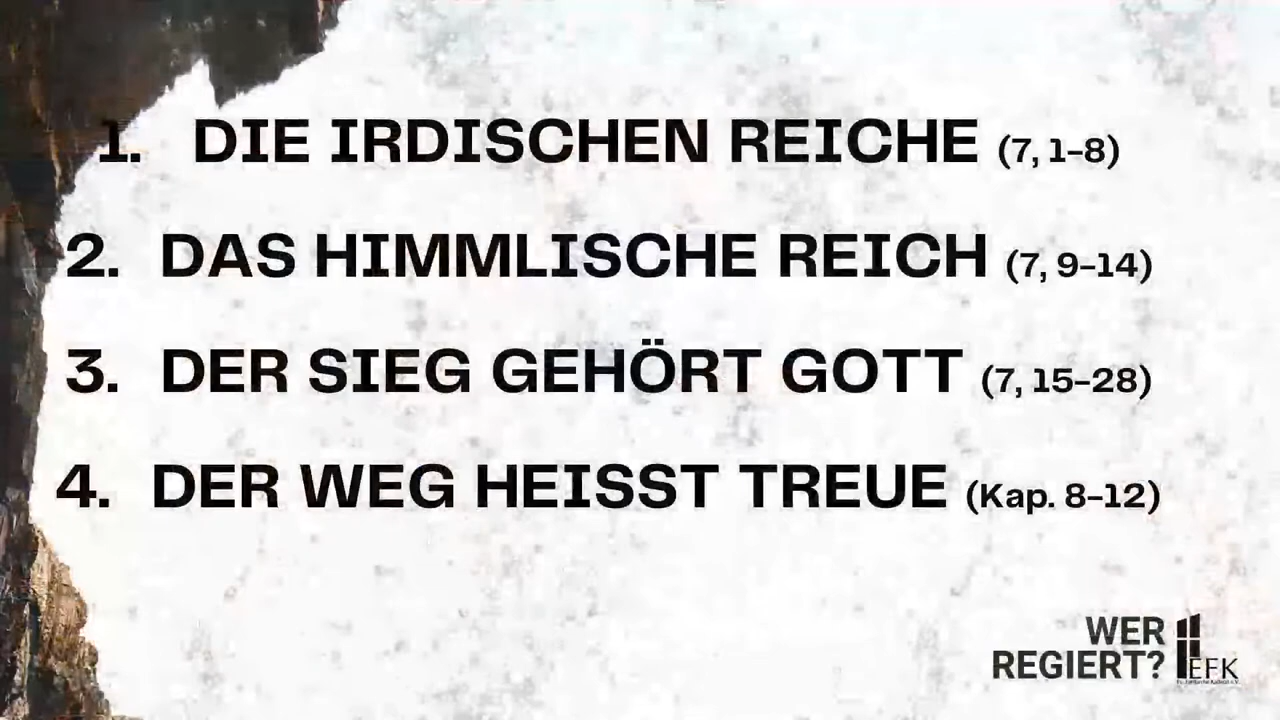 1. DIE IRDISCHEN REICHE (7, 1-8)
2. DAS HIMMLISCHE REICH (7, 9-14)
3. DER SIEG GEHÖRT GOTT (7, 15-28)
4. DER WEG HEISST TREUE (Kap. 8-12)
WER
REGIERT?
EFK